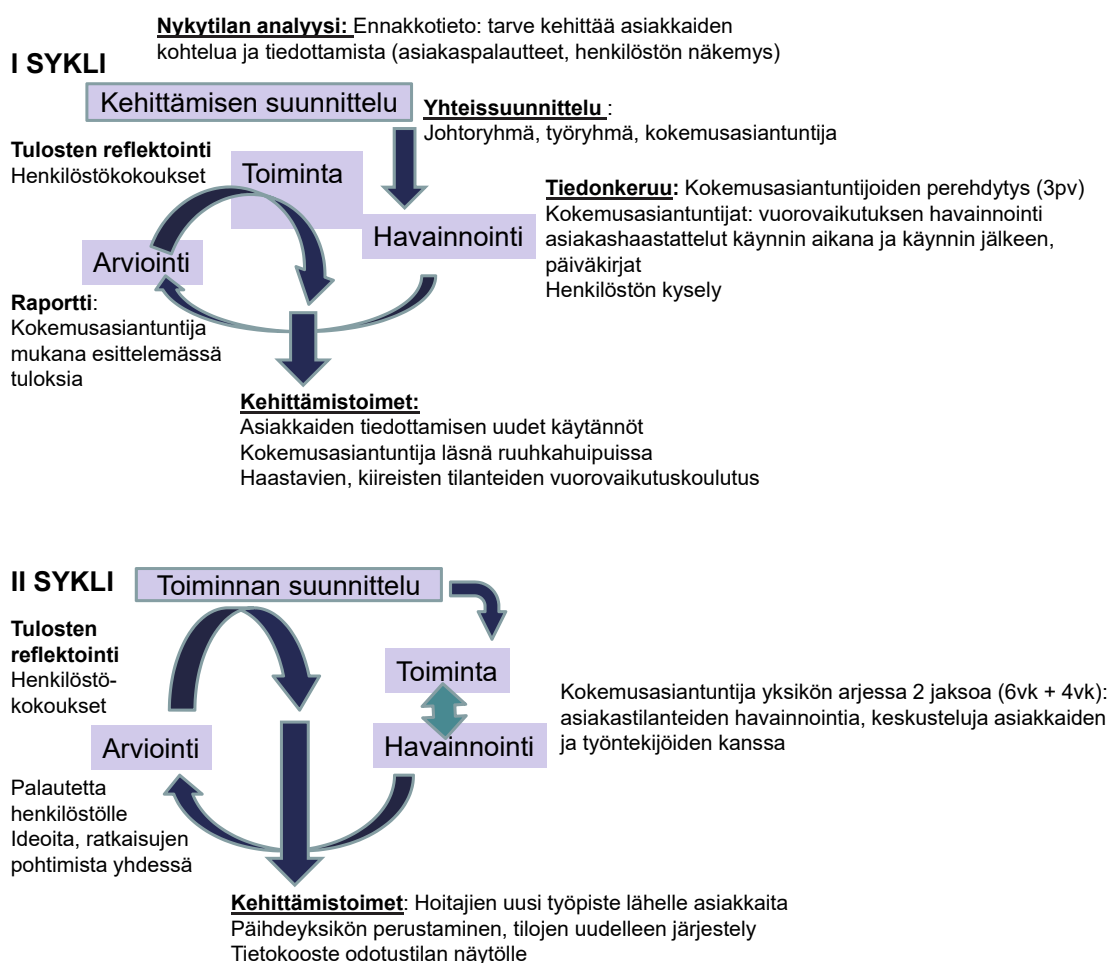 Nykytilan analyysi: Ennakkotieto: tarve kehittää asiakkaiden
kohtelua ja tiedottamista (asiakaspalautteet, henkilöstön näkemys)
I SYKLI
Kehittämisen suunnittelu
Yhteissuunnittelu :
Johtoryhmä, työryhmä, kokemusasiantuntija
Tulosten reflektointi
Henkilöstökokoukset
Toiminta
Tiedonkeruu: Kokemusasiantuntijoiden perehdytys (3pv)
Kokemusasiantuntijat: vuorovaikutuksen havainnointi
asiakashaastattelut käynnin aikana ja käynnin jälkeen,
päiväkirjat
Henkilöstön kysely
Havainnointi
Arviointi
Raportti:
Kokemusasiantuntija
mukana esittelemässä
tuloksia
Kehittämistoimet:
Asiakkaiden tiedottamisen uudet käytännöt
Kokemusasiantuntija läsnä ruuhkahuipuissa
Haastavien, kiireisten tilanteiden vuorovaikutuskoulutus
II SYKLI
Toiminnan suunnittelu
Tulosten
reflektointi
Henkilöstö-
kokoukset
Toiminta
Kokemusasiantuntija yksikön arjessa 2 jaksoa (6vk + 4vk):
asiakastilanteiden havainnointia, keskusteluja asiakkaiden
ja työntekijöiden kanssa
Arviointi
Havainnointi
Palautetta
henkilöstölle
Ideoita, ratkaisujen
pohtimista yhdessä
Kehittämistoimet: Hoitajien uusi työpiste lähelle asiakkaita
Päihdeyksikön perustaminen, tilojen uudelleen järjestely
Tietokooste odotustilan näytölle